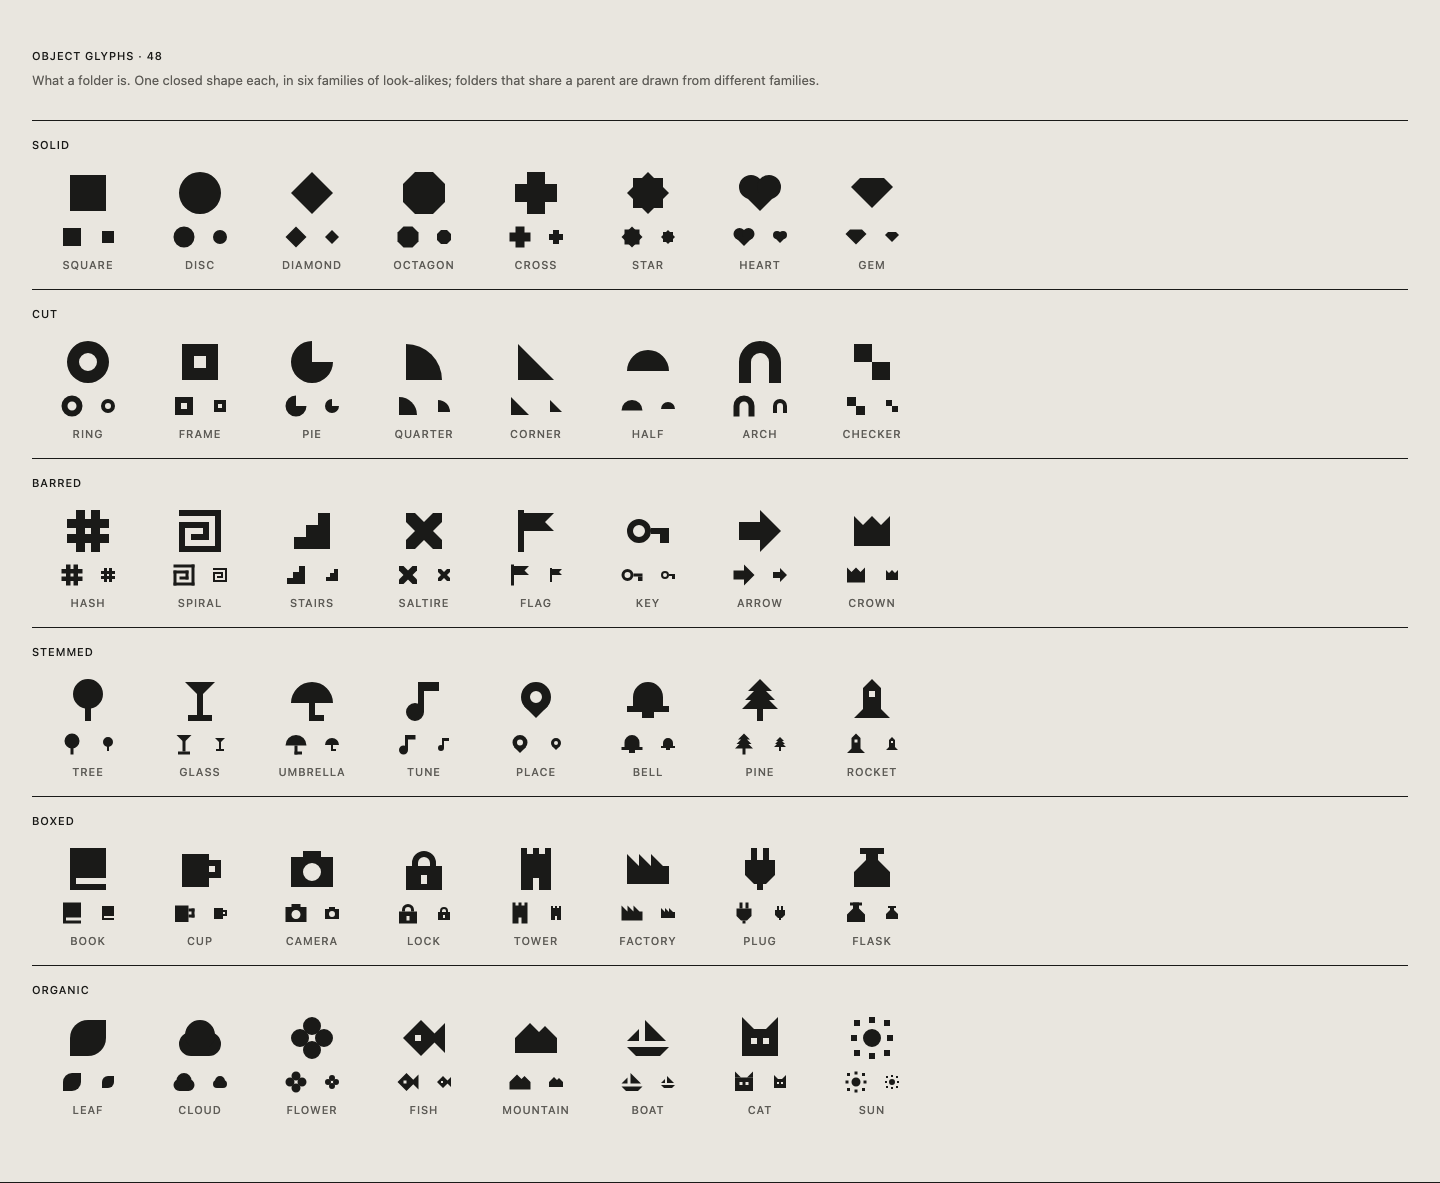 OBJECT GLYPHS · 48
What a folder is. One closed shape each, in six families of look-alikes; folders that share a parent are drawn from different families.
SOLID
SQUARE DISC DIAMOND OCTAGON CROSS STAR HEART GEM
CUT
RING FRAME PIE QUARTER CORNER HALF ARCH CHECKER
BARRED
HASH SPIRAL STAIRS SALTIRE FLAG KEY ARROW CROWN
STEMMED
TREE GLASS UMBRELLA TUNE PLACE BELL PINE ROCKET
BOXED
BOOK CUP CAMERA LOCK TOWER FACTORY PLUG FLASK
ORGANIC
LEAF CLOUD FLOWER FISH MOUNTAIN BOAT CAT SUN